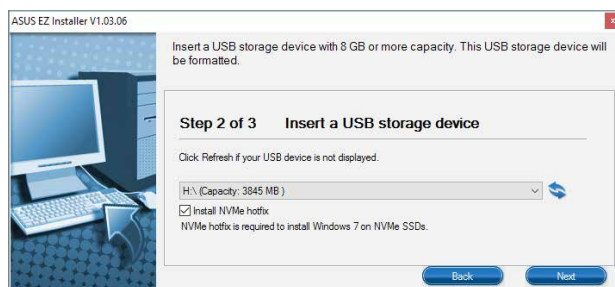 ASUS EZ Installer V1.03.06
x
Insert a USB storage device with 8 GB or more capacity. This USB storage device will
be formatted.
Step 2 of 3 Insert a USB storage device
Click Refresh if your USB device is not displayed.
H:\ (Capacity: 3845 MB )
Install NVMe hotfix
NVMe hotfix is required to install Windows 7 on NVMe SSDs.
Back Next